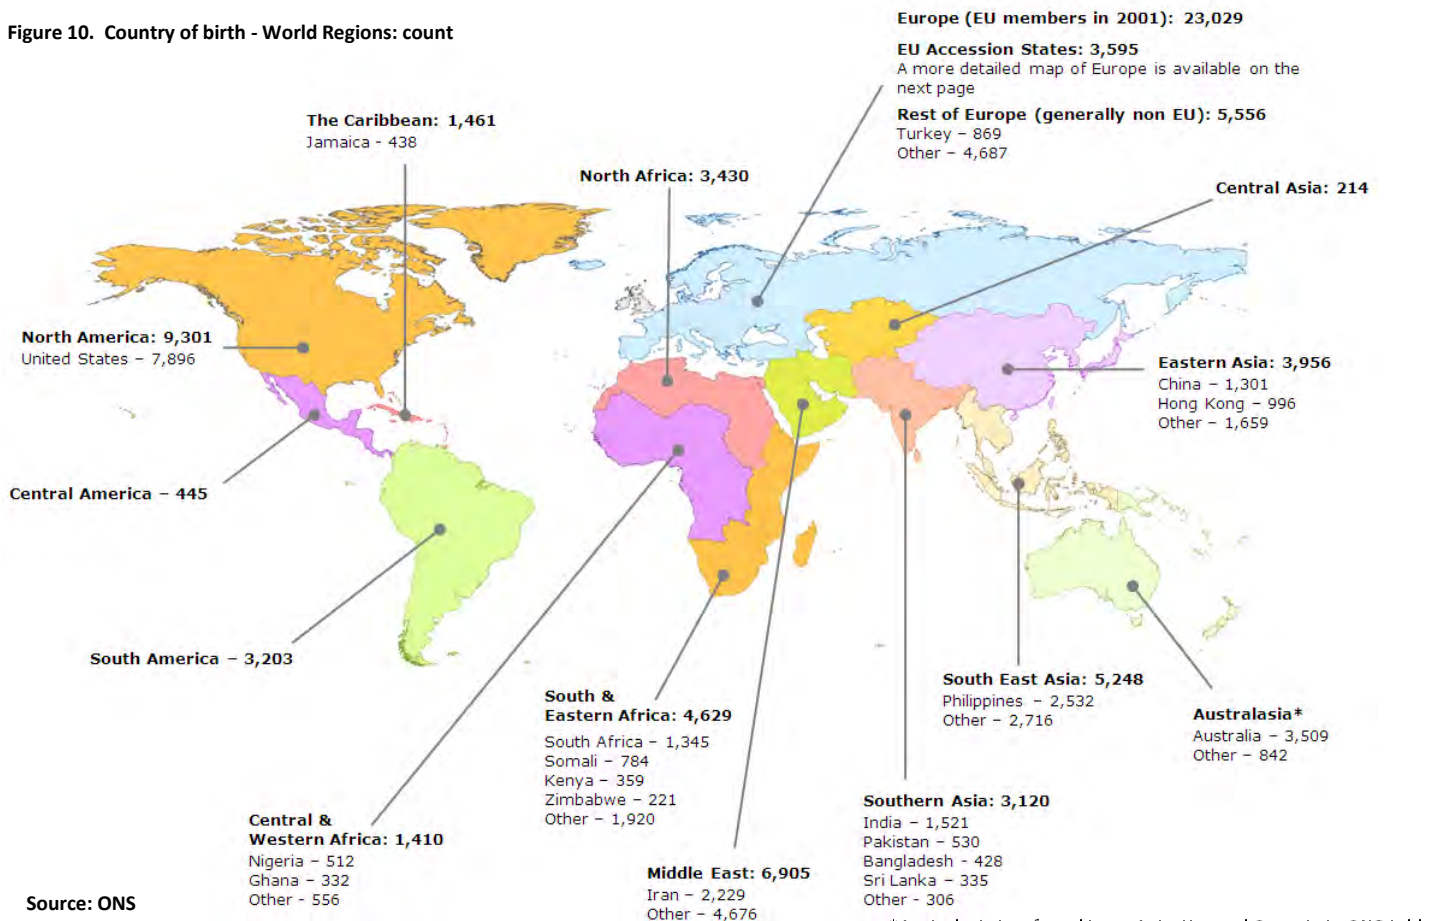 Figure 10.  Country of birth - World Regions: count
Europe (EU members in 2001): 23,029
EU Accession States: 3,595
A more detailed map of Europe is available on the
next page
Rest of Europe (generally non EU): 5,556
Turkey – 869
Other – 4,687
The Caribbean: 1,461
Jamaica - 438
North Africa: 3,430
Central Asia: 214
North America: 9,301
United States – 7,896
Eastern Asia: 3,956
China – 1,301
Hong Kong – 996
Other – 1,659
Central America – 445
South America – 3,203
South &
Eastern Africa: 4,629
South Africa – 1,345
Somali – 784
Kenya – 359
Zimbabwe – 221
Other – 1,920
South East Asia: 5,248
Philippines – 2,532
Other – 2,716
Australasia*
Australia – 3,509
Other – 842
Central &
Western Africa: 1,410
Nigeria – 512
Ghana – 332
Other - 556
Middle East: 6,905
Iran – 2,229
Other – 4,676
Southern Asia: 3,120
India – 1,521
Pakistan – 530
Bangladesh - 428
Sri Lanka – 335
Other - 306
Source: ONS